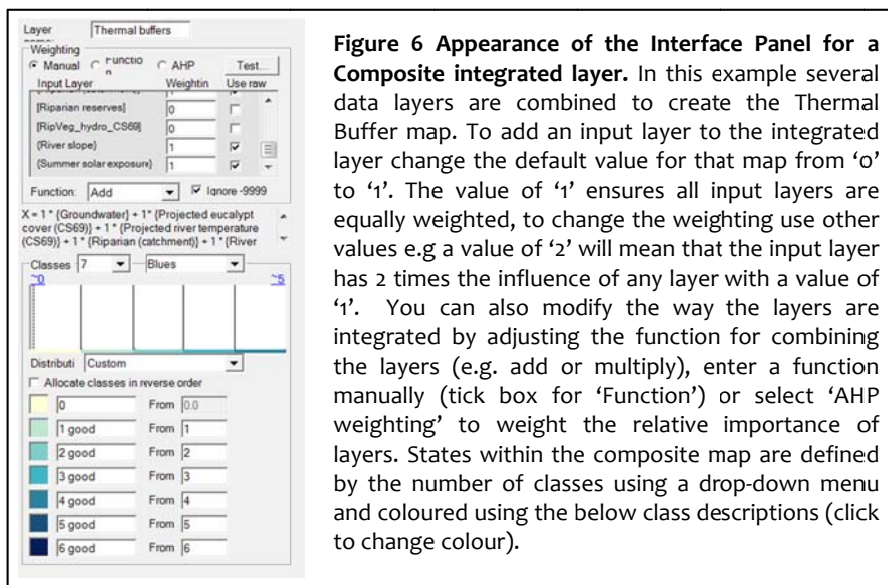 Layer Thermal buffers
Weighting
Manual Functio n AHP Test...
Input Layer Weightin Use raw
[Riparian reserves] 0
[RipVeg_hydro_CS69] 0
{River slope} 1
{Summer solar exposure} 1
Function: Add Ignore -9999
X = 1 * {Groundwater} + 1 * {Projected eucalypt
cover (CS69)} + 1 * {Projected river temperature
(CS69)} + 1 * {Riparian (catchment)} + 1 * {River
Classes 7 Blues
~0 ~5
Distributi Custom
Allocate classes in reverse order
0 From 0.0
1 good From 1
2 good From 2
3 good From 3
4 good From 4
5 good From 5
6 good From 6
Figure 6 Appearance of the Interface Panel for a
Composite integrated layer. In this example several
data layers are combined to create the Thermal
Buffer map. To add an input layer to the integrated
layer change the default value for that map from ‘0’
to ‘1’. The value of ‘1’ ensures all input layers are
equally weighted, to change the weighting use other
values e.g a value of ‘2’ will mean that the input layer
has 2 times the influence of any layer with a value of
‘1’. You can also modify the way the layers are
integrated by adjusting the function for combining
the layers (e.g. add or multiply), enter a function
manually (tick box for ‘Function’) or select ‘AHP
weighting’ to weight the relative importance of
layers. States within the composite map are defined
by the number of classes using a drop-down menu
and coloured using the below class descriptions (click
to change colour).